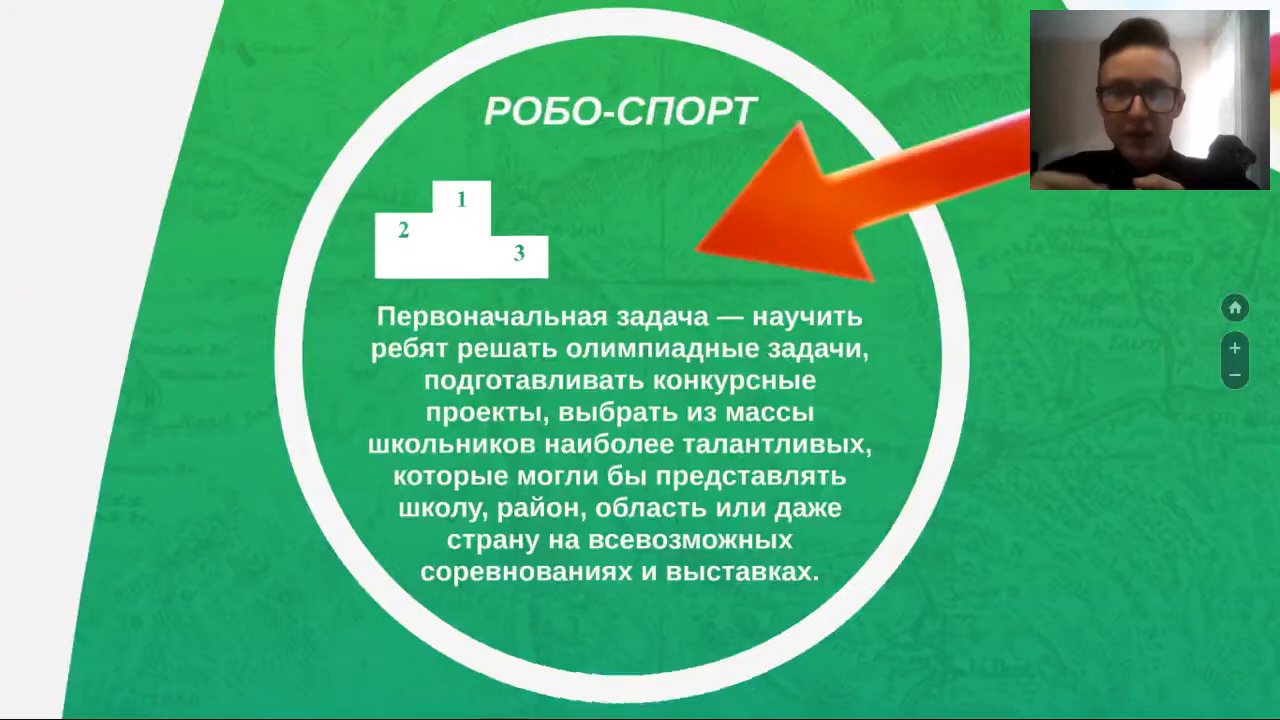 РОБО-СПОРТ
1
2
3
Первоначальная задача — научить
ребят решать олимпиадные задачи,
подготавливать конкурсные
проекты, выбрать из массы
школьников наиболее талантливых,
которые могли бы представлять
школу, район, область или даже
страну на всевозможных
соревнованиях и выставках.